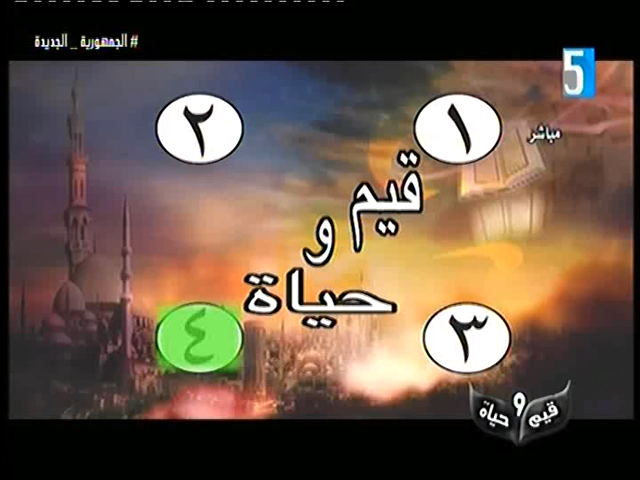 # الجمهورية _ الجديدة
5
مباشر
١
٢
قيم
و
حياة
٣
٤
قيم و حياة